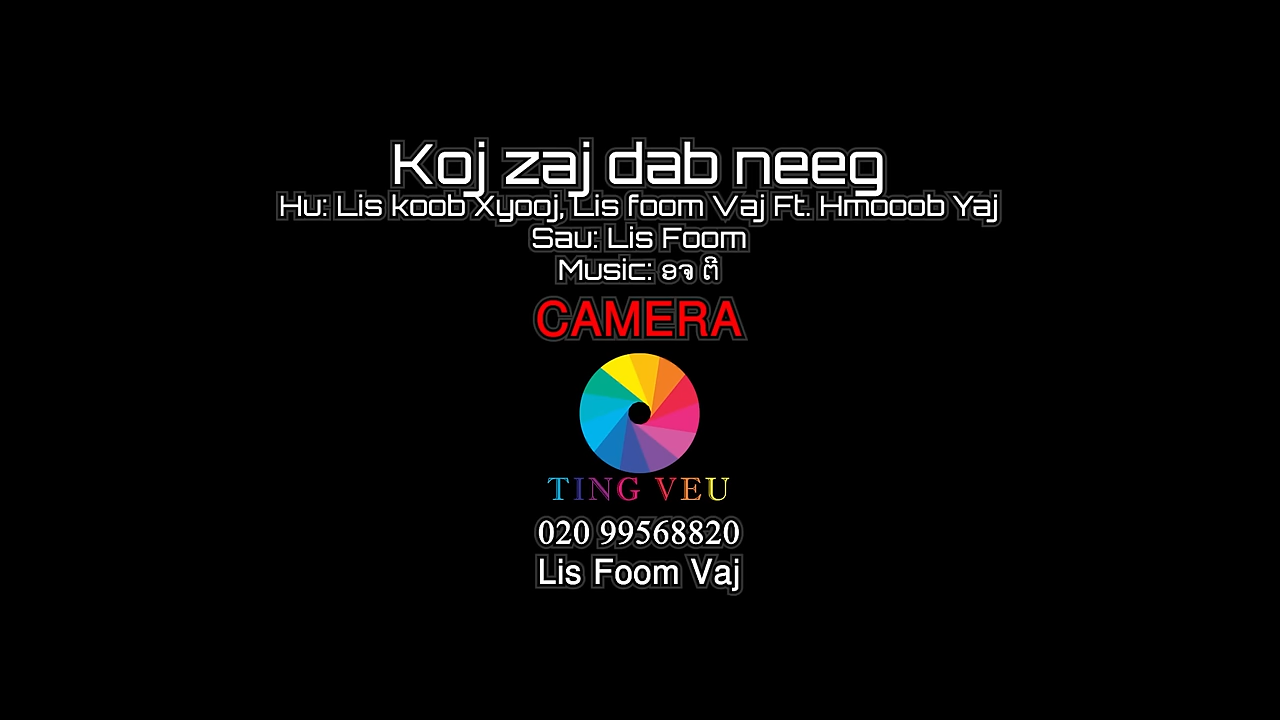 Koj zaj dab neeg
Hu: Lis koob Xyooj, Lis foom Vaj Ft. Hmooob Yaj
Sau: Lis Foom
Music: ອຈ ຕີ
CAMERA
TING VEU
020 99568820
Lis Foom Vaj